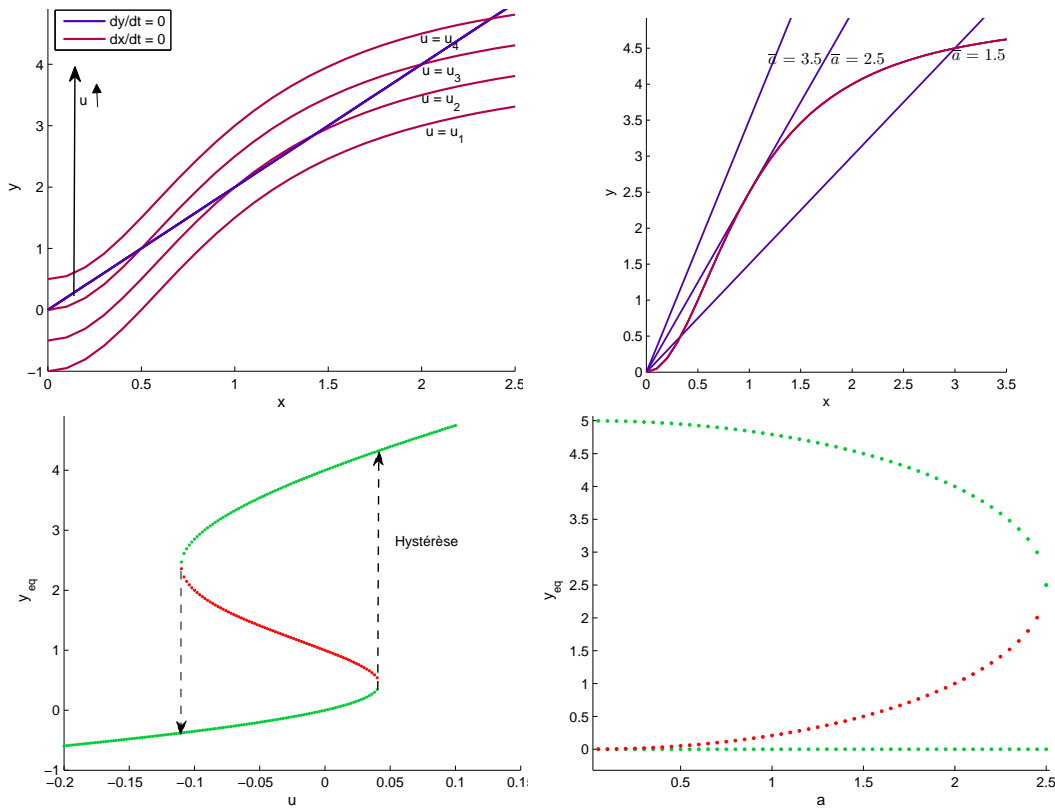 dy/dt = 0
dx/dt = 0
u
u = u4
u = u3
u = u2
u = u1
4
3
2
1
0
−1
y
0 0.5 1 1.5 2 2.5
x
a = 3.5 a = 2.5 a = 1.5
4.5
4
3.5
3
2.5
2
1.5
1
0.5
0
y
0 0.5 1 1.5 2 2.5 3 3.5
x
Hystérèse
4
3
2
1
0
−1
yeq
−0.2 −0.15 −0.1 −0.05 0 0.05 0.1 0.15
u
5
4.5
4
3.5
3
2.5
2
1.5
1
0.5
0
yeq
0.5 1 1.5 2 2.5
a